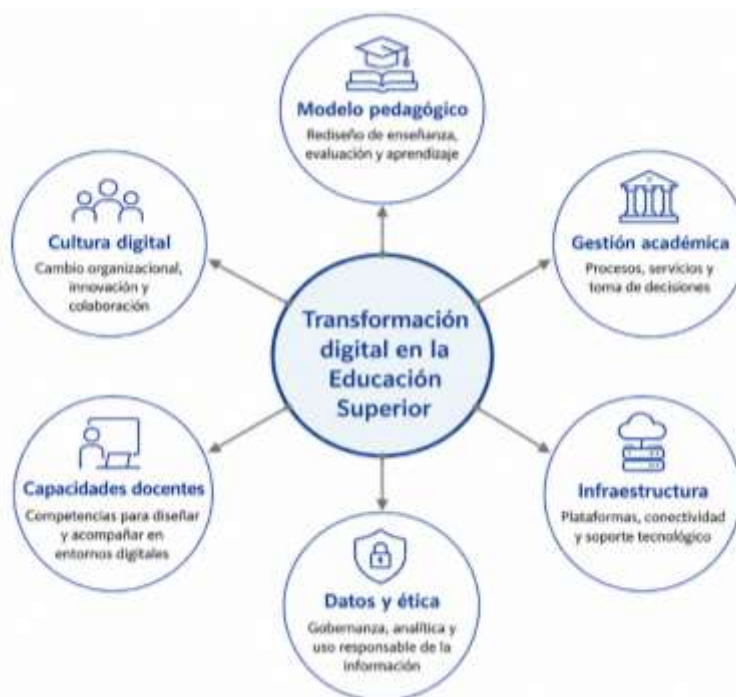 Modelo pedagógico
Rediseño de enseñanza,
evaluación y aprendizaje
Cultura digital
Cambio organizacional,
innovación y
colaboración
Gestión académica
Procesos, servicios y
toma de decisiones
Transformación
digital en la
Educación
Superior
Capacidades docentes
Competencias para diseñar
y acompañar en
entornos digitales
Infraestructura
Plataformas, conectividad
y soporte tecnológico
Datos y ética
Gobernanza, analítica y
uso responsable de la
información